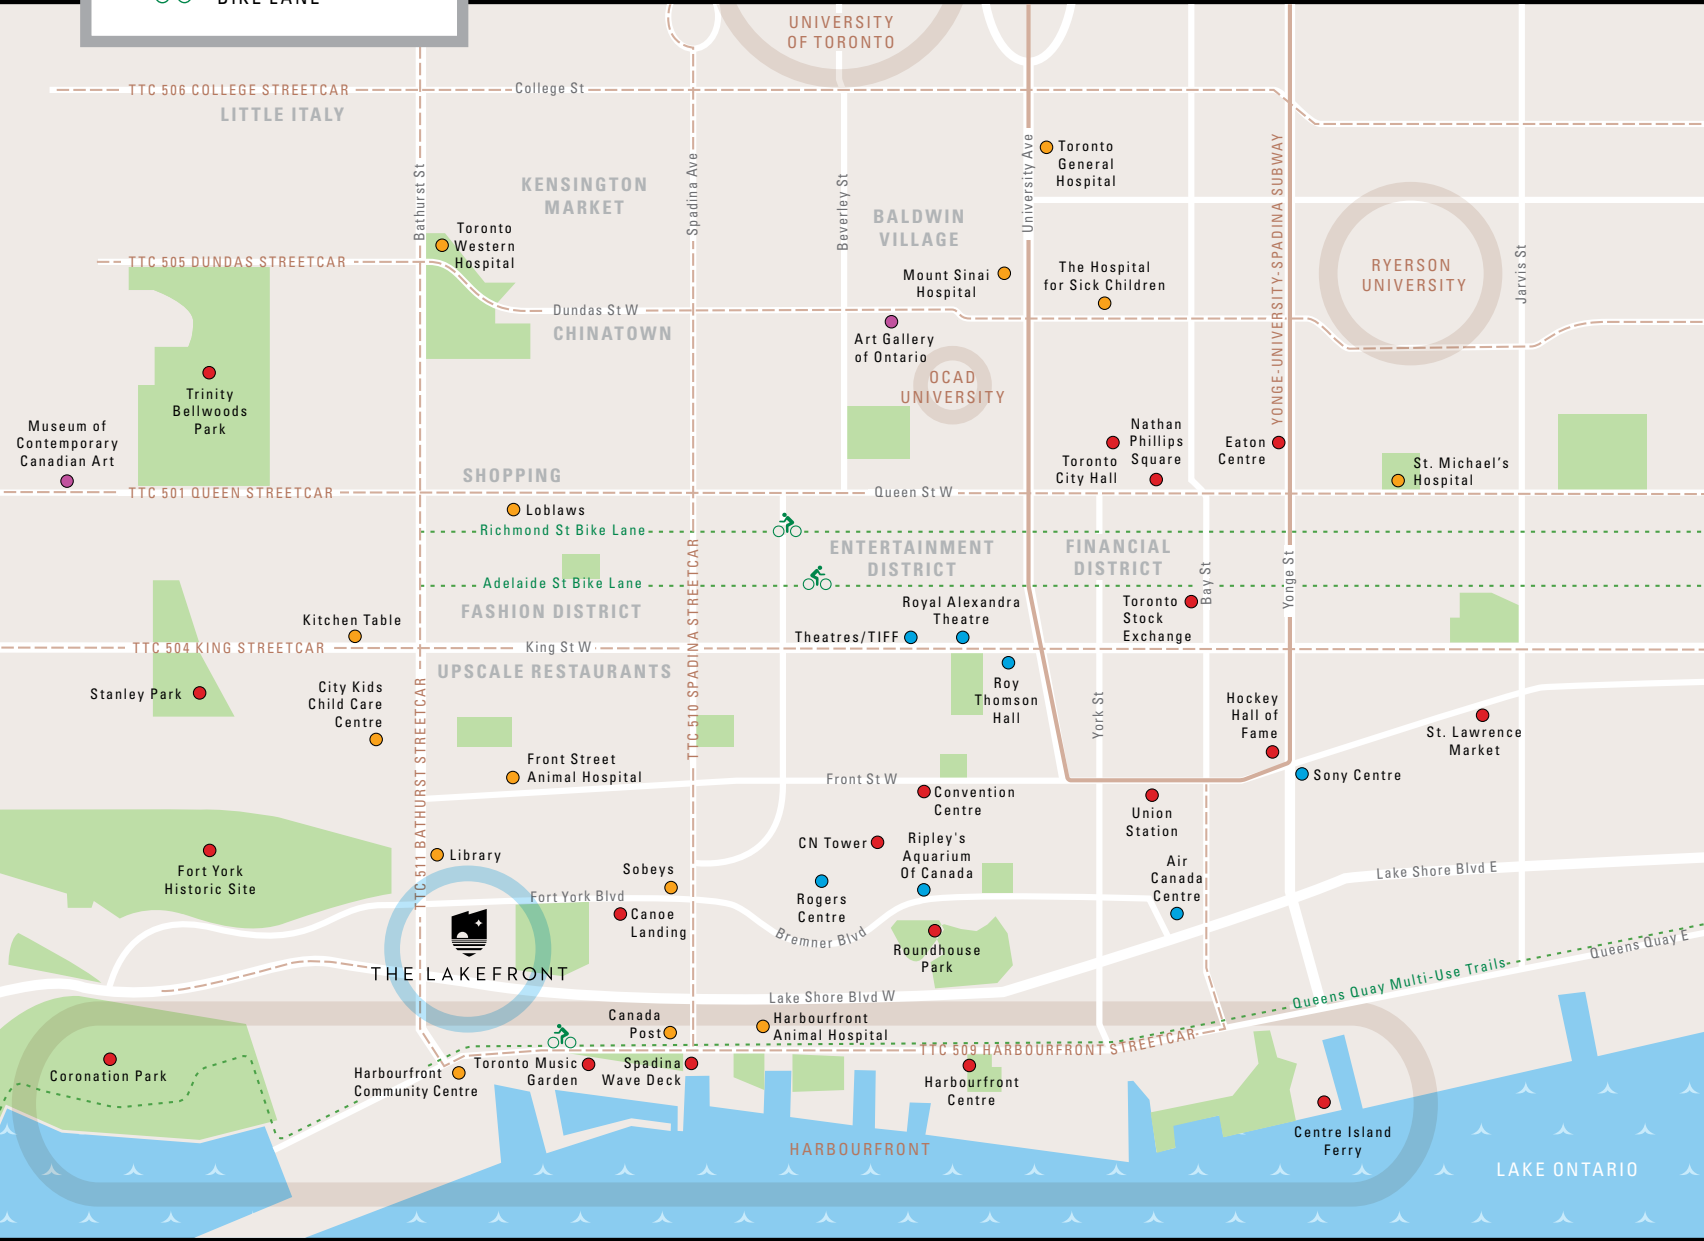 BIKE LANE
UNIVERSITY
OF TORONTO
TTC 506 COLLEGE STREETCAR
College St
LITTLE ITALY
Bathurst St
Spadina Ave
Beverley St
University Ave
Toronto
General
Hospital
YONGE-UNIVERSITY-SPADINA SUBWAY
KENSINGTON
MARKET
BALDWIN
VILLAGE
Toronto
Western
Hospital
TTC 505 DUNDAS STREETCAR
Mount Sinai
Hospital
The Hospital
for Sick Children
RYERSON
UNIVERSITY
Jarvis St
Dundas St W
CHINATOWN
Art Gallery
of Ontario
OCAD
UNIVERSITY
Trinity
Bellwoods
Park
Museum of
Contemporary
Canadian Art
Nathan
Phillips
Square
Toronto
City Hall
Eaton
Centre
St. Michael's
Hospital
SHOPPING
TTC 501 QUEEN STREETCAR
Queen St W
Loblaws
Richmond St Bike Lane
ENTERTAINMENT
DISTRICT
FINANCIAL
DISTRICT
Adelaide St Bike Lane
Bay St
Yonge St
FASHION DISTRICT
Kitchen Table
Royal Alexandra
Theatre
Theatres/TIFF
Toronto
Stock
Exchange
TTC 504 KING STREETCAR
King St W
UPSCALE RESTAURANTS
TTC 510 SPADINA STREETCAR
TTC 511 BATHURST STREETCAR
Stanley Park
City Kids
Child Care
Centre
Roy
Thomson
Hall
York St
Hockey
Hall of
Fame
St. Lawrence
Market
Front Street
Animal Hospital
Front St W
Sony Centre
Convention
Centre
Union
Station
CN Tower
Ripley's
Aquarium
Of Canada
Library
Fort York
Historic Site
Sobeys
Air
Canada
Centre
Lake Shore Blvd E
Fort York Blvd
Rogers
Centre
Canoe
Landing
Bremner Blvd
Roundhouse
Park
THE LAKEFRONT
Queens Quay E
Queens Quay Multi-Use Trails
Lake Shore Blvd W
Canada
Post
Harbourfront
Animal Hospital
TTC 509 HARBOURFRONT STREETCAR
Coronation Park
Harbourfront
Community Centre
Toronto Music
Garden
Spadina
Wave Deck
Harbourfront
Centre
Centre Island
Ferry
HARBOURFRONT
LAKE ONTARIO